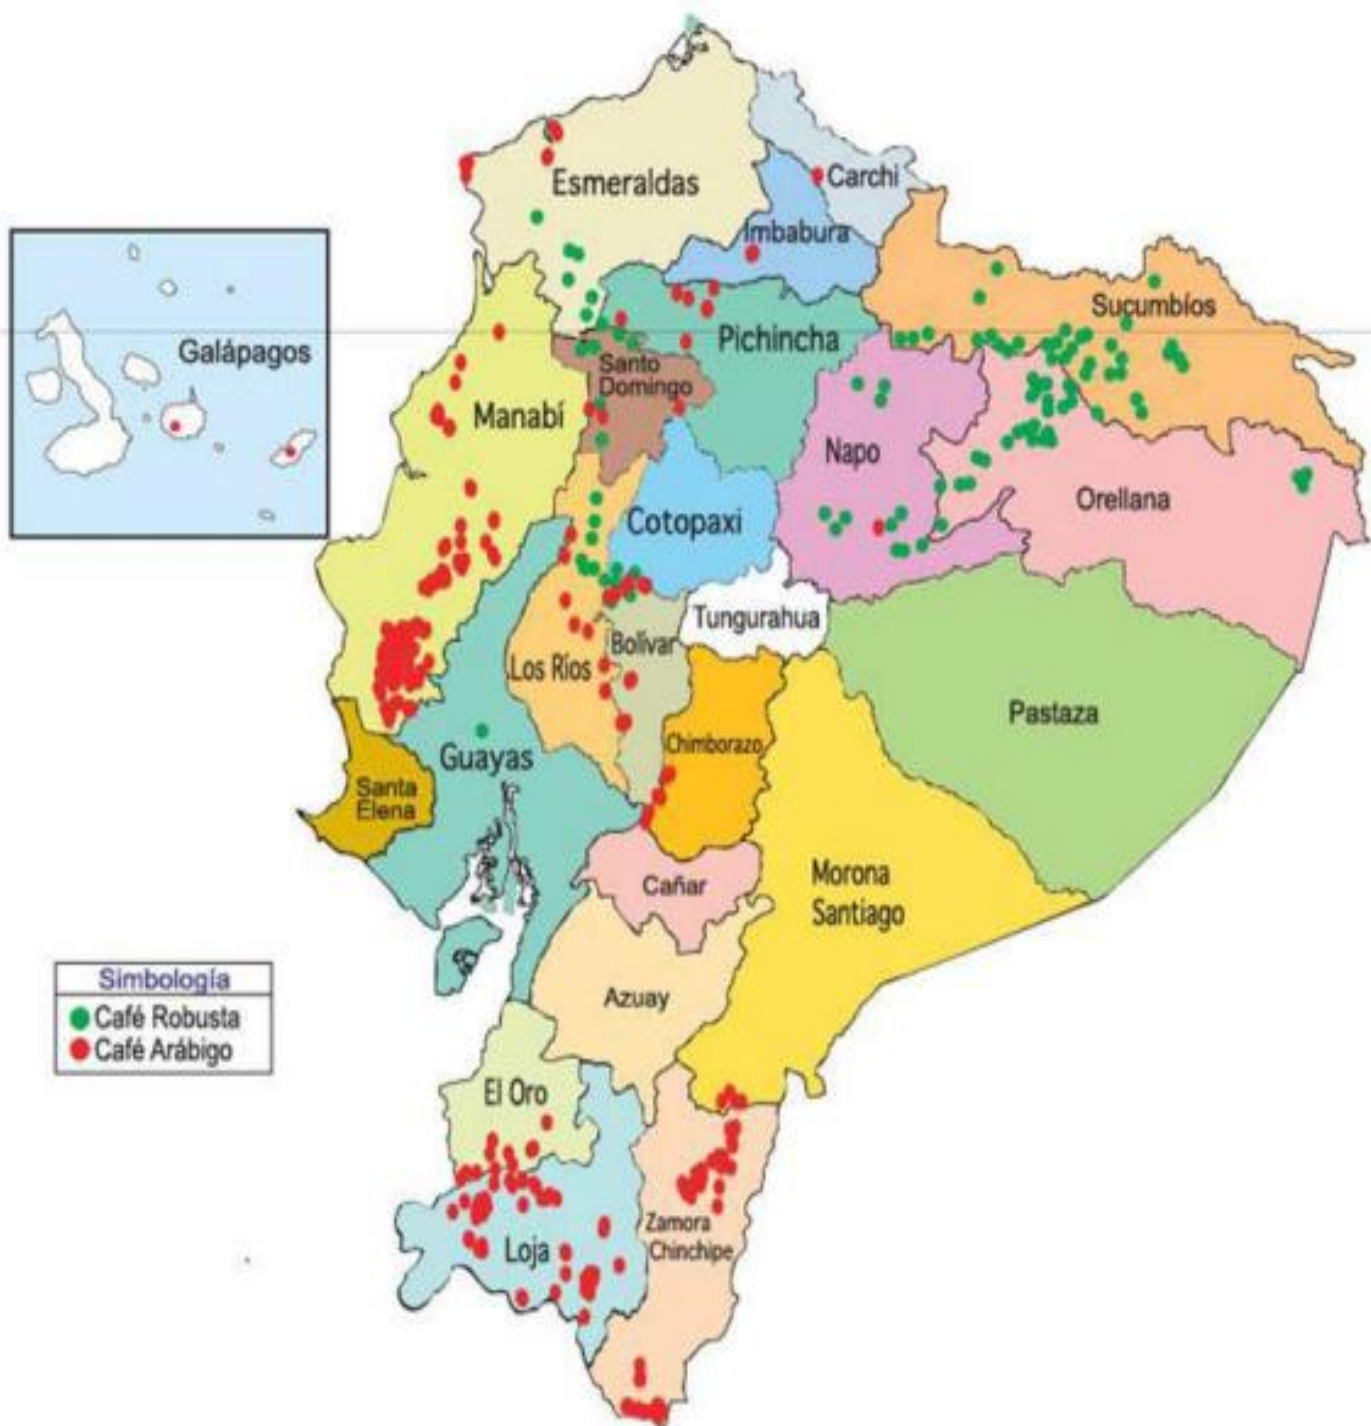 Esmeraldas
Carchi
Imbabura
Sucumbíos
Galápagos
Pichincha
Santo
Domingo
Manabí
Napo
Orellana
Cotopaxi
Tungurahua
Bolívar
Los Ríos
Pastaza
Chimborazo
Guayas
Santa
Elena
Cañar
Morona
Santiago
Azuay
Simbología
Café Robusta
Café Arábigo
El Oro
Zamora
Chinchipe
Loja